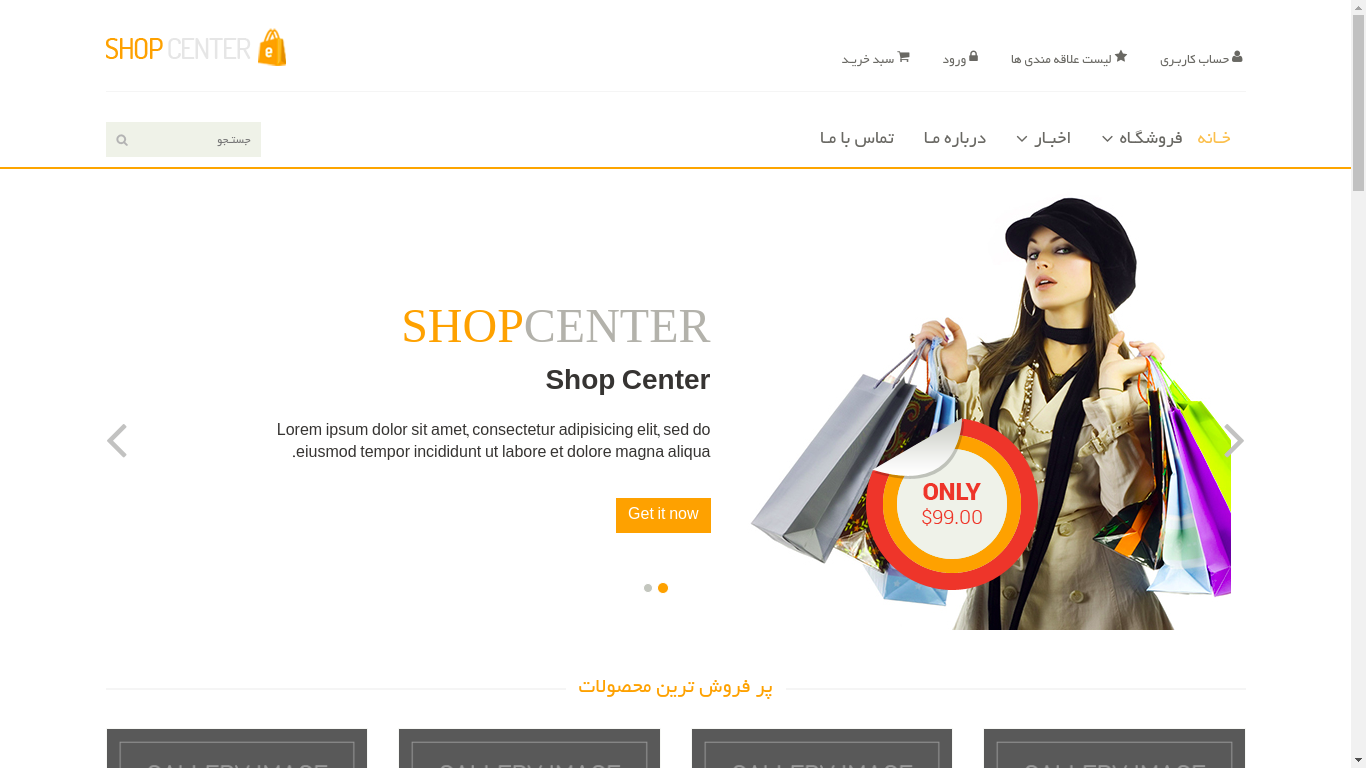 SHOP CENTER e
حساب کاربری
لیست علاقه مندی ها
ورود
سبد خرید
خانه
فروشگاه
اخبار
درباره ما
تماس با ما
جستجو
SHOPCENTER
Shop Center
Lorem ipsum dolor sit amet, consectetur adipisicing elit, sed do
.eiusmod tempor incididunt ut labore et dolore magna aliqua
Get it now
ONLY
$99.00
پر فروش ترین محصولات
GALLERY IMAGE
GALLERY IMAGE
GALLERY IMAGE
GALLERY IMAGE